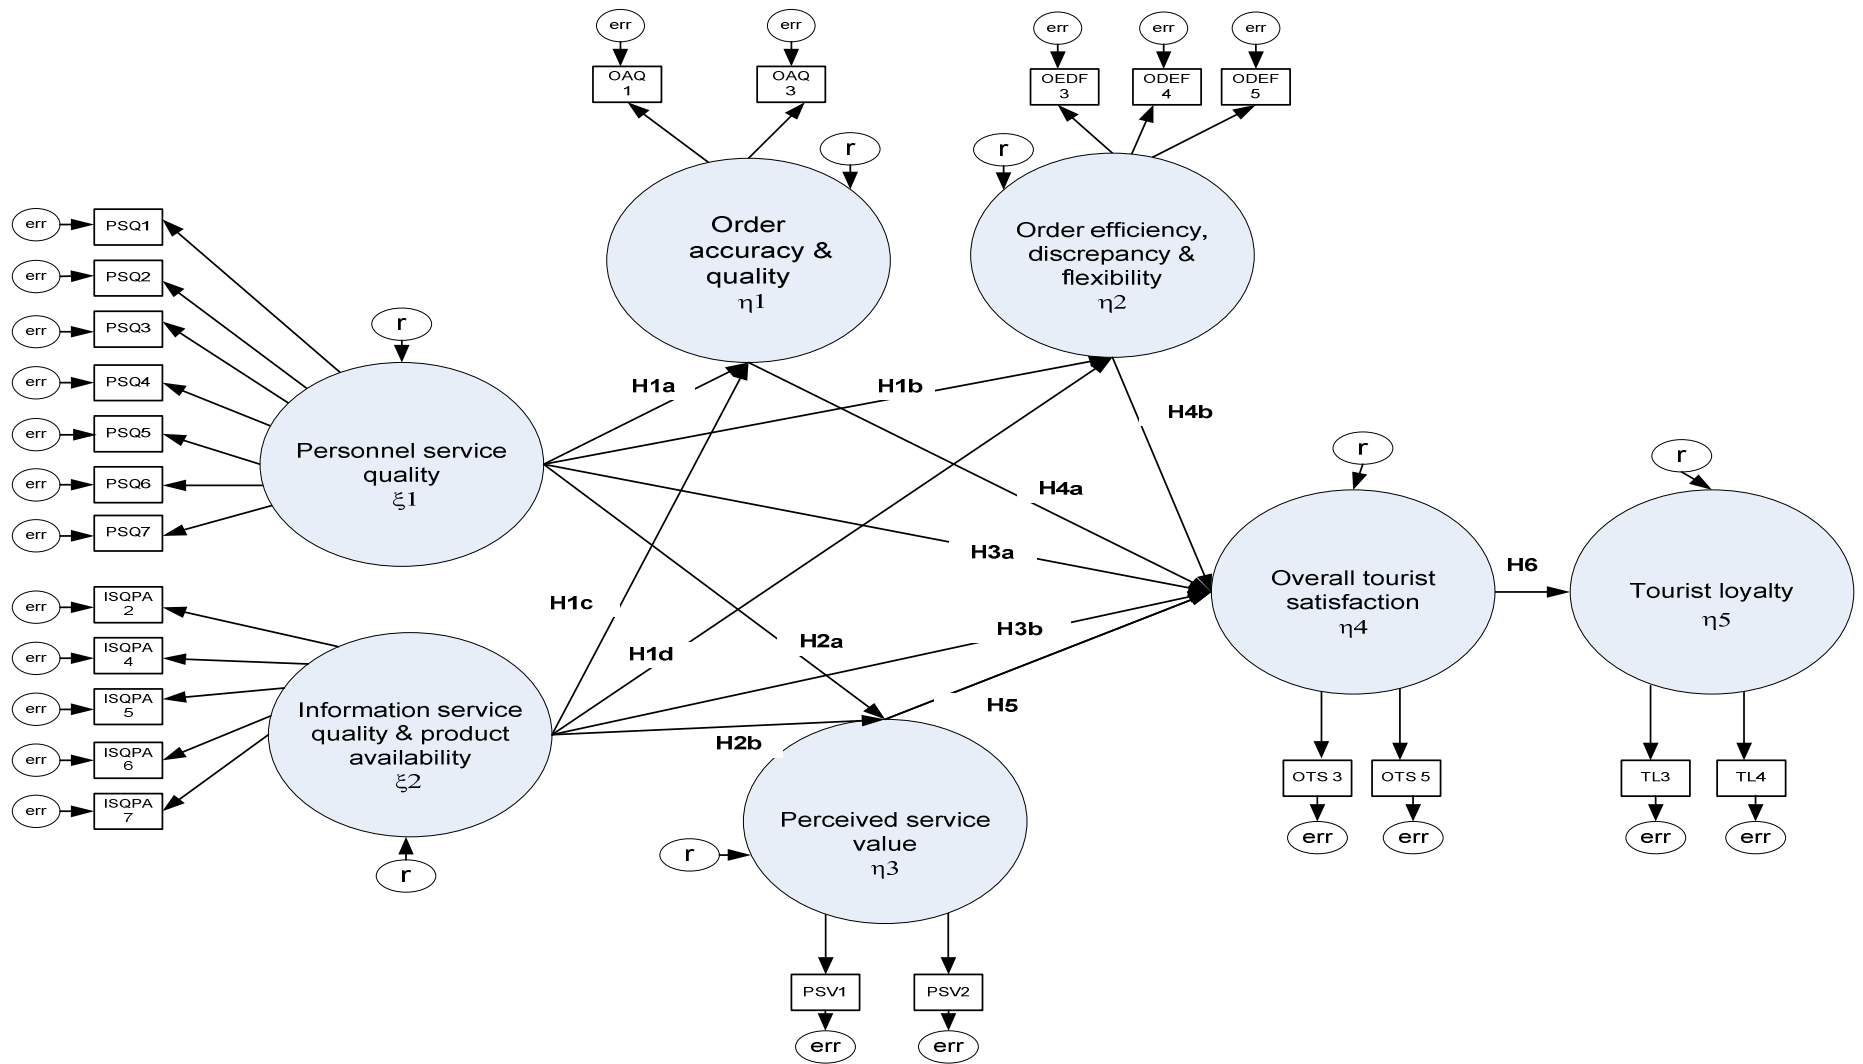 err
err
err
err
err
OAQ
1
OAQ
3
OEDF
3
ODEF
4
ODEF
5
r
r
Order
accuracy &
quality
η1
Order efficiency,
discrepancy &
flexibility
η2
err
PSQ1
err
PSQ2
err
PSQ3
err
PSQ4
err
PSQ5
err
PSQ6
err
PSQ7
r
Personnel service
quality
ξ1
H1a
H1b
H4b
H4a
H3a
H1c
H1d
H2a
H3b
H5
H2b
H6
r
Overall tourist
satisfaction
η4
r
Tourist loyalty
η5
err
ISQPA
2
err
ISQPA
4
err
ISQPA
5
err
ISQPA
6
err
ISQPA
7
Information service
quality & product
availability
ξ2
r
r
Perceived service
value
η3
OTS 3
OTS 5
TL3
TL4
err
err
err
err
PSV1
PSV2
err
err